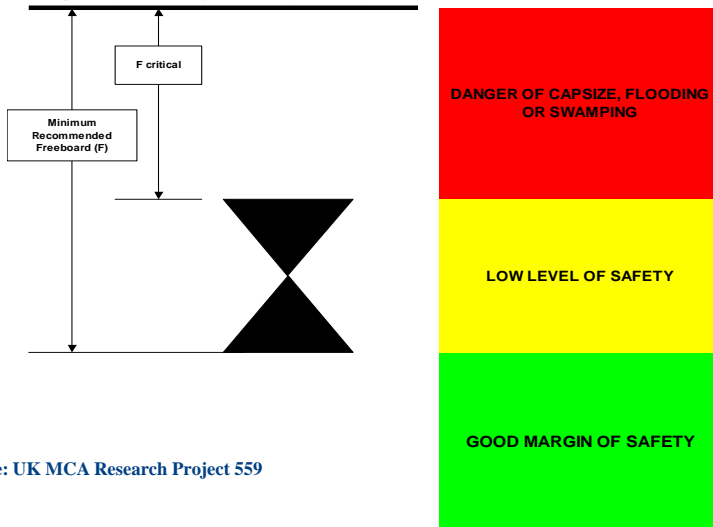 F critical
Minimum
Recommended
Freeboard (F)
DANGER OF CAPSIZE, FLOODING
OR SWAMPING
LOW LEVEL OF SAFETY
GOOD MARGIN OF SAFETY
e: UK MCA Research Project 559